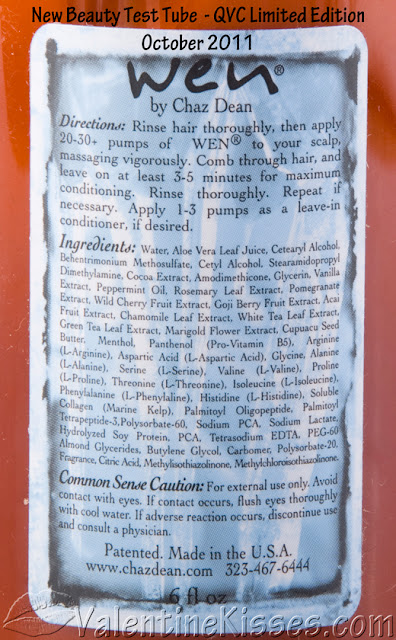 New Beauty Test Tube - QVC Limited Edition
October 2011
wen®
by Chaz Dean
Directions: Rinse hair thoroughly, then apply
20-30+ pumps of WEN® to your scalp,
massaging vigorously. Comb through hair, and
leave on at least 3-5 minutes for maximum
conditioning. Rinse thoroughly. Repeat if
necessary. Apply 1-3 pumps as a leave-in
conditioner, if desired.
Ingredients: Water, Aloe Vera Leaf Juice, Cetearyl Alcohol,
Behentrimonium Methosulfate, Cetyl Alcohol, Stearamidopropyl
Dimethylamine, Cocoa Extract, Amodimethicone, Glycerin, Vanilla
Extract, Peppermint Oil, Rosemary Leaf Extract, Pomegranate
Extract, Wild Cherry Fruit Extract, Goji Berry Fruit Extract, Acai
Fruit Extract, Chamomile Leaf Extract, White Tea Leaf Extract,
Green Tea Leaf Extract, Marigold Flower Extract, Cupuacu Seed
Butter, Menthol, Panthenol (Pro-Vitamin B5), Arginine
(L-Arginine), Aspartic Acid (L-Aspartic Acid), Glycine, Alanine
(L-Alanine), Serine (L-Serine), Valine (L-Valine), Proline
(L-Proline), Threonine (L-Threonine), Isoleucine (L-Isoleucine),
Phenylalanine (L-Phenylalanine), Histidine (L-Histidine), Soluble
Collagen (Marine Kelp), Palmitoyl Oligopeptide, Palmitoyl
Tetrapeptide-3, Polysorbate-60, Sodium PCA, Sodium Lactate,
Hydrolyzed Soy Protein, PCA, Tetrasodium EDTA, PEG-60
Almond Glycerides, Butylene Glycol, Carbomer, Polysorbate-20,
Fragrance, Citric Acid, Methylisothiazolinone, Methylchloroisothiazolinone.
Common Sense Caution: For external use only. Avoid
contact with eyes. If contact occurs, flush eyes thoroughly
with cool water. If adverse reaction occurs, discontinue use
and consult a physician.
Patented. Made in the U.S.A.
www.chazdean.com 323-467-6444
6 fl oz
ValentineKisses.com